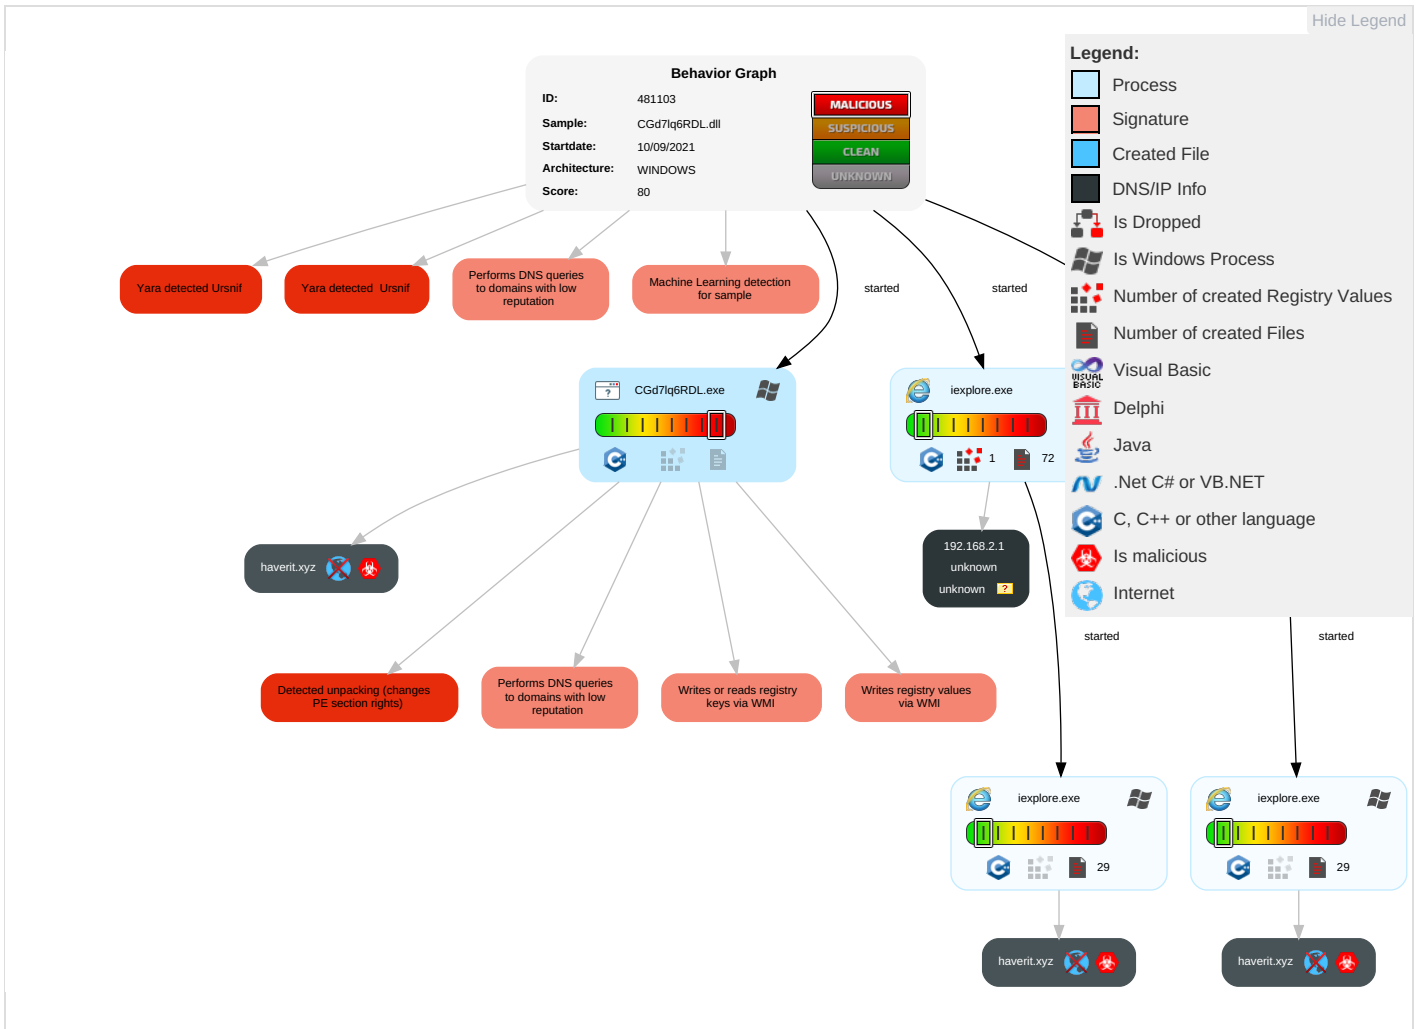 Hide Legend
Legend:
Process
Signature
Created File
DNS/IP Info
Is Dropped
Is Windows Process
Number of created Registry Values
Number of created Files
Visual Basic
Delphi
Java
.Net C# or VB.NET
C, C++ or other language
Is malicious
Internet
VISUAL
BASIC
Behavior Graph
ID: 481103
Sample: CGd7lq6RDL.dll
Startdate: 10/09/2021
Architecture: WINDOWS
Score: 80
MALICIOUS
SUSPICIOUS
CLEAN
UNKNOWN
Yara detected Ursnif
Yara detected  Ursnif
Performs DNS queries
to domains with low
reputation
Machine Learning detection
for sample
started
started
CGd7lq6RDL.exe
iexplore.exe
1
72
haverit.xyz
192.168.2.1
unknown
unknown
started
started
Detected unpacking (changes
PE section rights)
Performs DNS queries
to domains with low
reputation
Writes or reads registry
keys via WMI
Writes registry values
via WMI
iexplore.exe
29
iexplore.exe
29
haverit.xyz
haverit.xyz